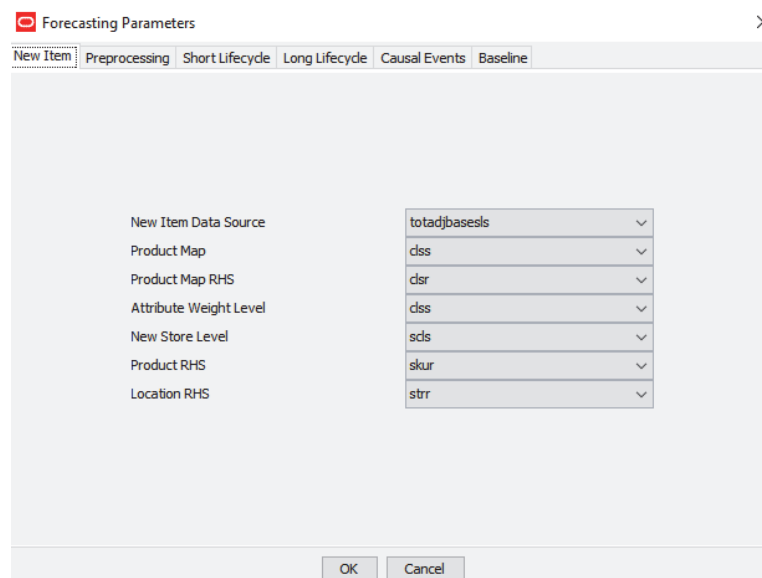 Forecasting Parameters
New Item Preprocessing Short Lifecycle Long Lifecycle Causal Events Baseline
New Item Data Source totadjbasesls
Product Map clss
Product Map RHS clsr
Attribute Weight Level clss
New Store Level scls
Product RHS skur
Location RHS strr
OK Cancel